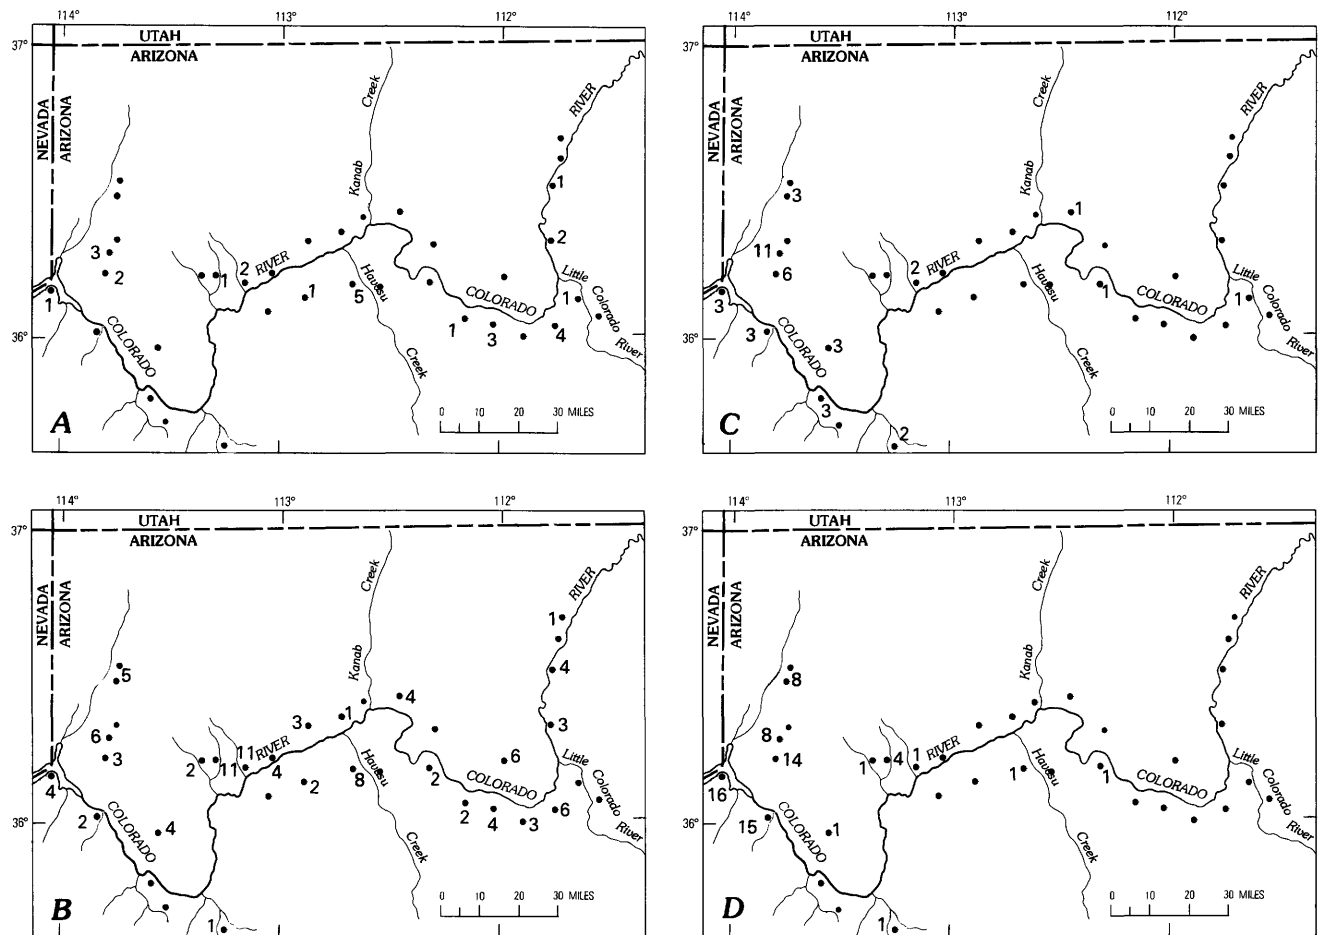 114° 113° 112°
37°
UTAH
ARIZONA
NEVADA
ARIZONA
Creek
RIVER
Kanab
1
2
3
2
1
2
RIVER
1
1
5
Havasu
COLORADO
Little
Colorado
River
1
1
3
4
36°
COLORADO
Creek
0 10 20 30 MILES
A
114° 113° 112°
37°
UTAH
ARIZONA
NEVADA
ARIZONA
Creek
RIVER
Kanab
3
1
11
6
2
3
Havasu
1
COLORADO
Little
Colorado
River
1
36°
3
COLORADO
3
3
2
Creek
0 10 20 30 MILES
C
114° 113° 112°
37°
UTAH
ARIZONA
NEVADA
ARIZONA
Creek
RIVER
1
Kanab
5
4
4
3
1
3
6
3
2
11
11
RIVER
4
2
8
Havasu
2
6
COLORADO
Little
Colorado
River
4
2
4
2
3
3
6
36°
COLORADO
Creek
1
0 10 20 30 MILES
B
114° 113° 112°
37°
UTAH
ARIZONA
NEVADA
ARIZONA
Creek
RIVER
Kanab
8
8
14
1
4
1
RIVER
16
1
Havasu
1
COLORADO
Little
Colorado
River
15
1
36°
COLORADO
Creek
1
0 10 20 30 MILES
D